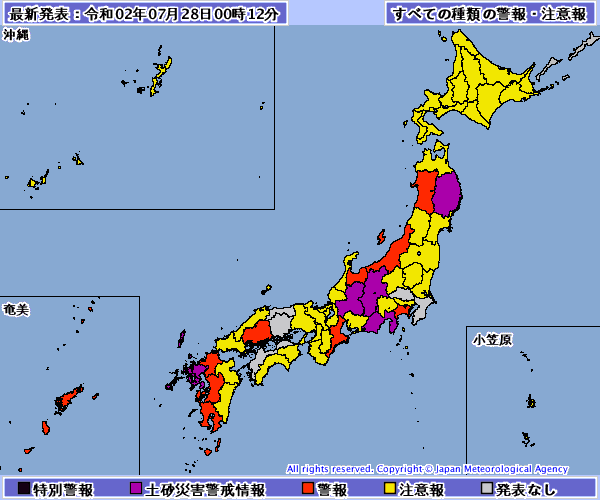 最新発表：令和02年07月28日00時12分
すべての種類の警報・注意報
沖縄
奄美
小笠原
All rights reserved. Copyright © Japan Meteorological Agency
特別警報 土砂災害警戒情報 警報 注意報 発表なし